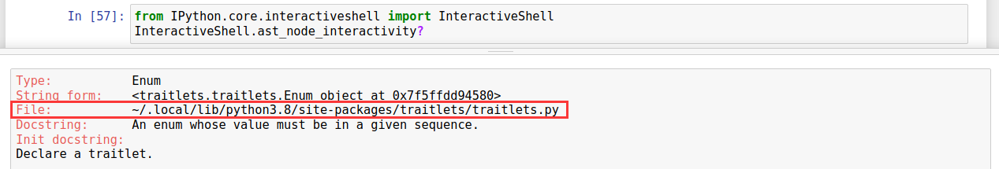 In [57]: from IPython.core.interactiveshell import InteractiveShell
InteractiveShell.ast_node_interactivity?
Type: Enum
String form: <traitlets.traitlets.Enum object at 0x7f5ffdd94580>
File: ~/.local/lib/python3.8/site-packages/traitlets/traitlets.py
Docstring: An enum whose value must be in a given sequence.
Init docstring:
Declare a traitlet.